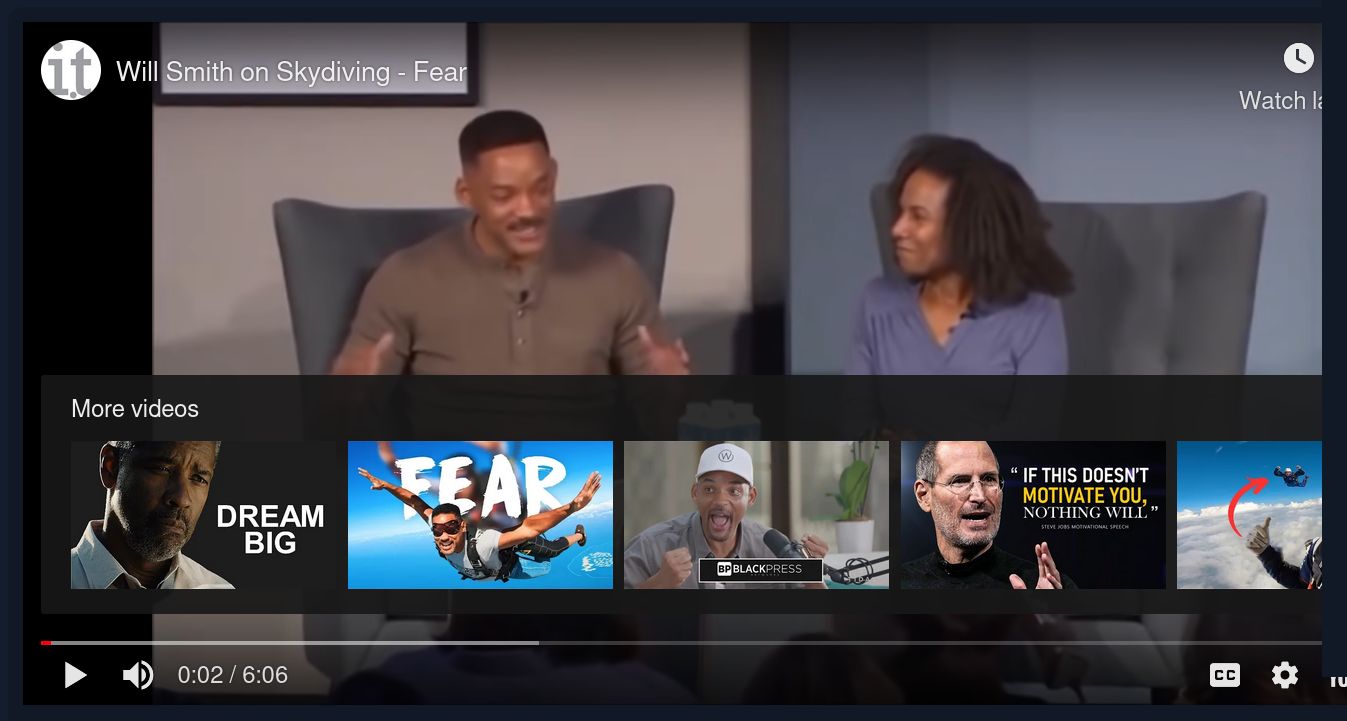 it
Will Smith on Skydiving - Fear
Watch la
More videos
DREAM
BIG
FEAR
W
BP BLACKPRESS
“ IF THIS DOESN'T
MOTIVATE YOU,
NOTHING WILL ”
STEVE JOBS MOTIVATIONAL SPEECH
0:02 / 6:06
CC